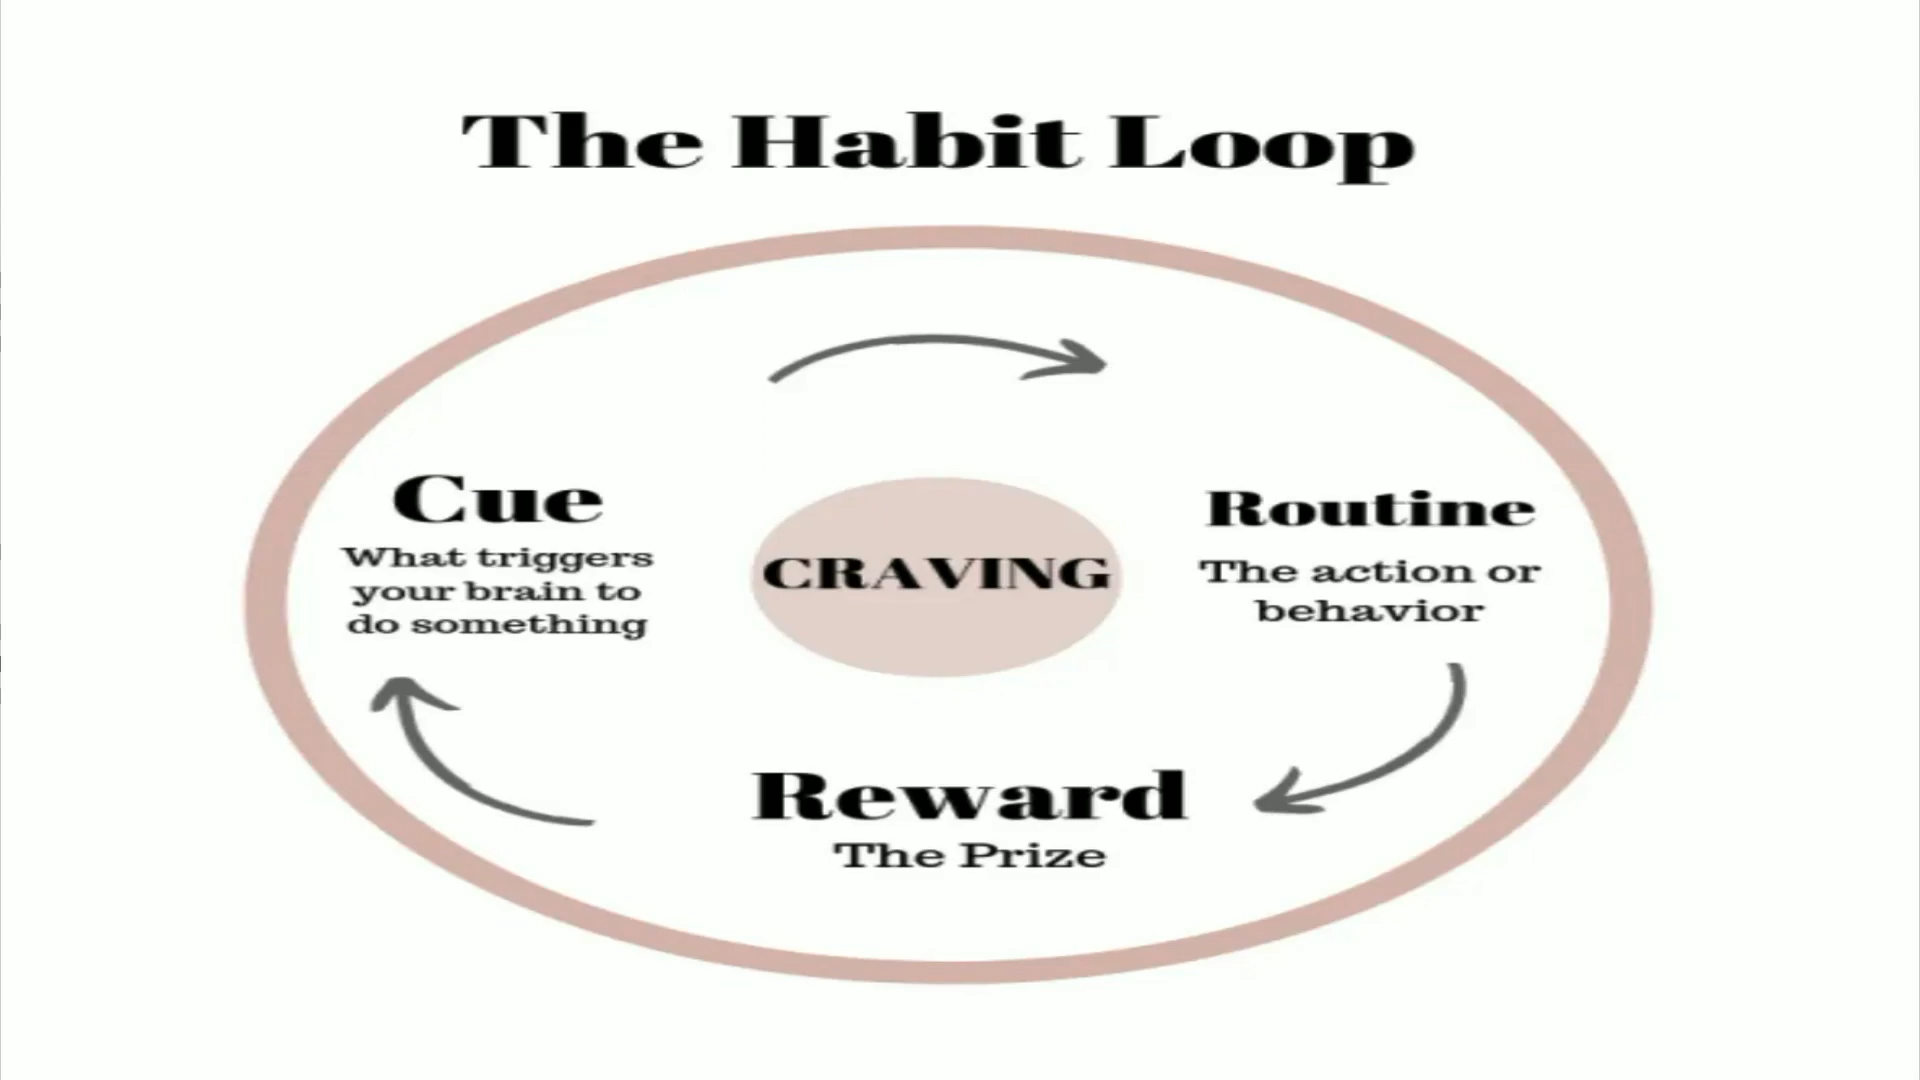 The Habit Loop
Cue
What triggers
your brain to
do something
CRAVING
Routine
The action or
behavior
Reward
The Prize